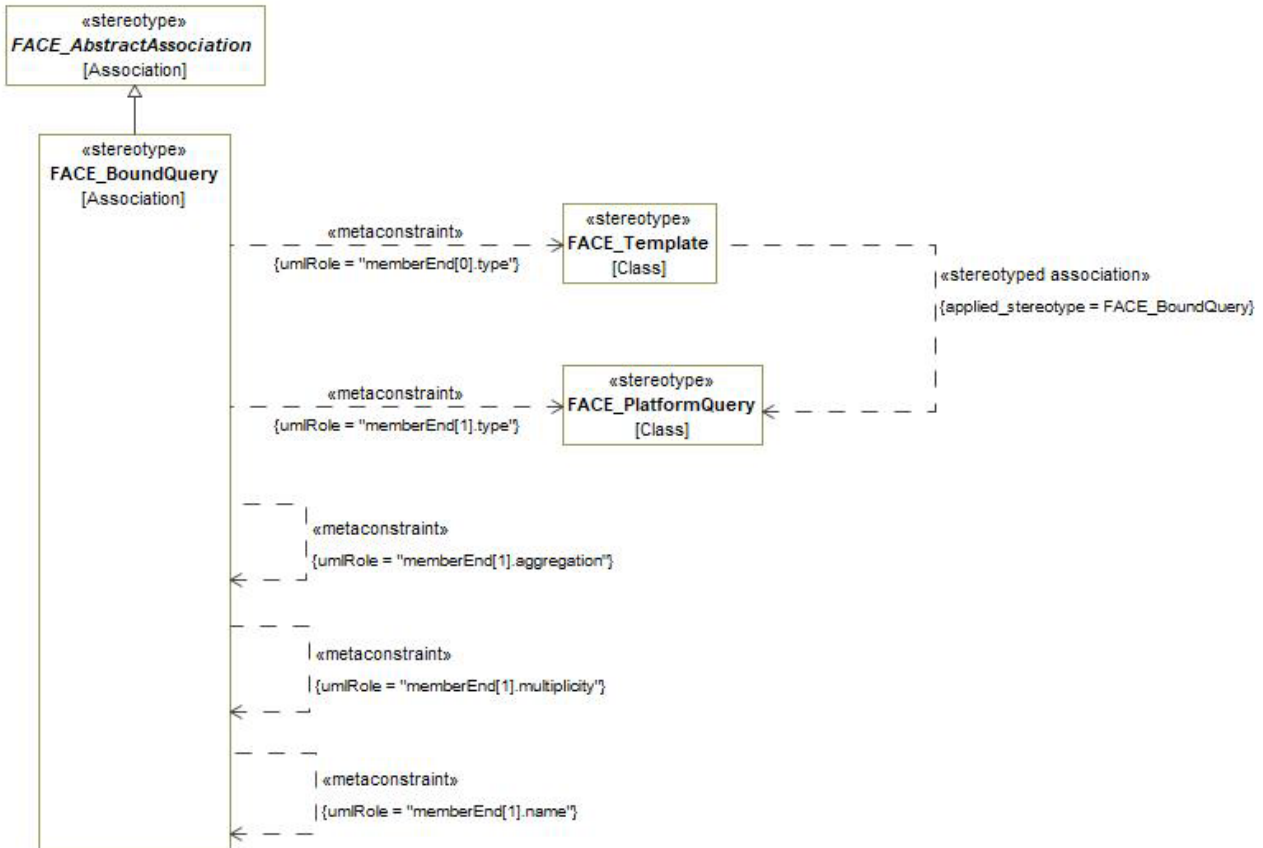 «stereotype»
FACE_AbstractAssociation
[Association]
«stereotype»
FACE_BoundQuery
[Association]
«metaconstraint»
{umlRole = "memberEnd[0].type"}
«stereotype»
FACE_Template
[Class]
«stereotyped association»
{applied_stereotype = FACE_BoundQuery}
«metaconstraint»
{umlRole = "memberEnd[1].type"}
«stereotype»
FACE_PlatformQuery
[Class]
«metaconstraint»
{umlRole = "memberEnd[1].aggregation"}
«metaconstraint»
{umlRole = "memberEnd[1].multiplicity"}
«metaconstraint»
{umlRole = "memberEnd[1].name"}